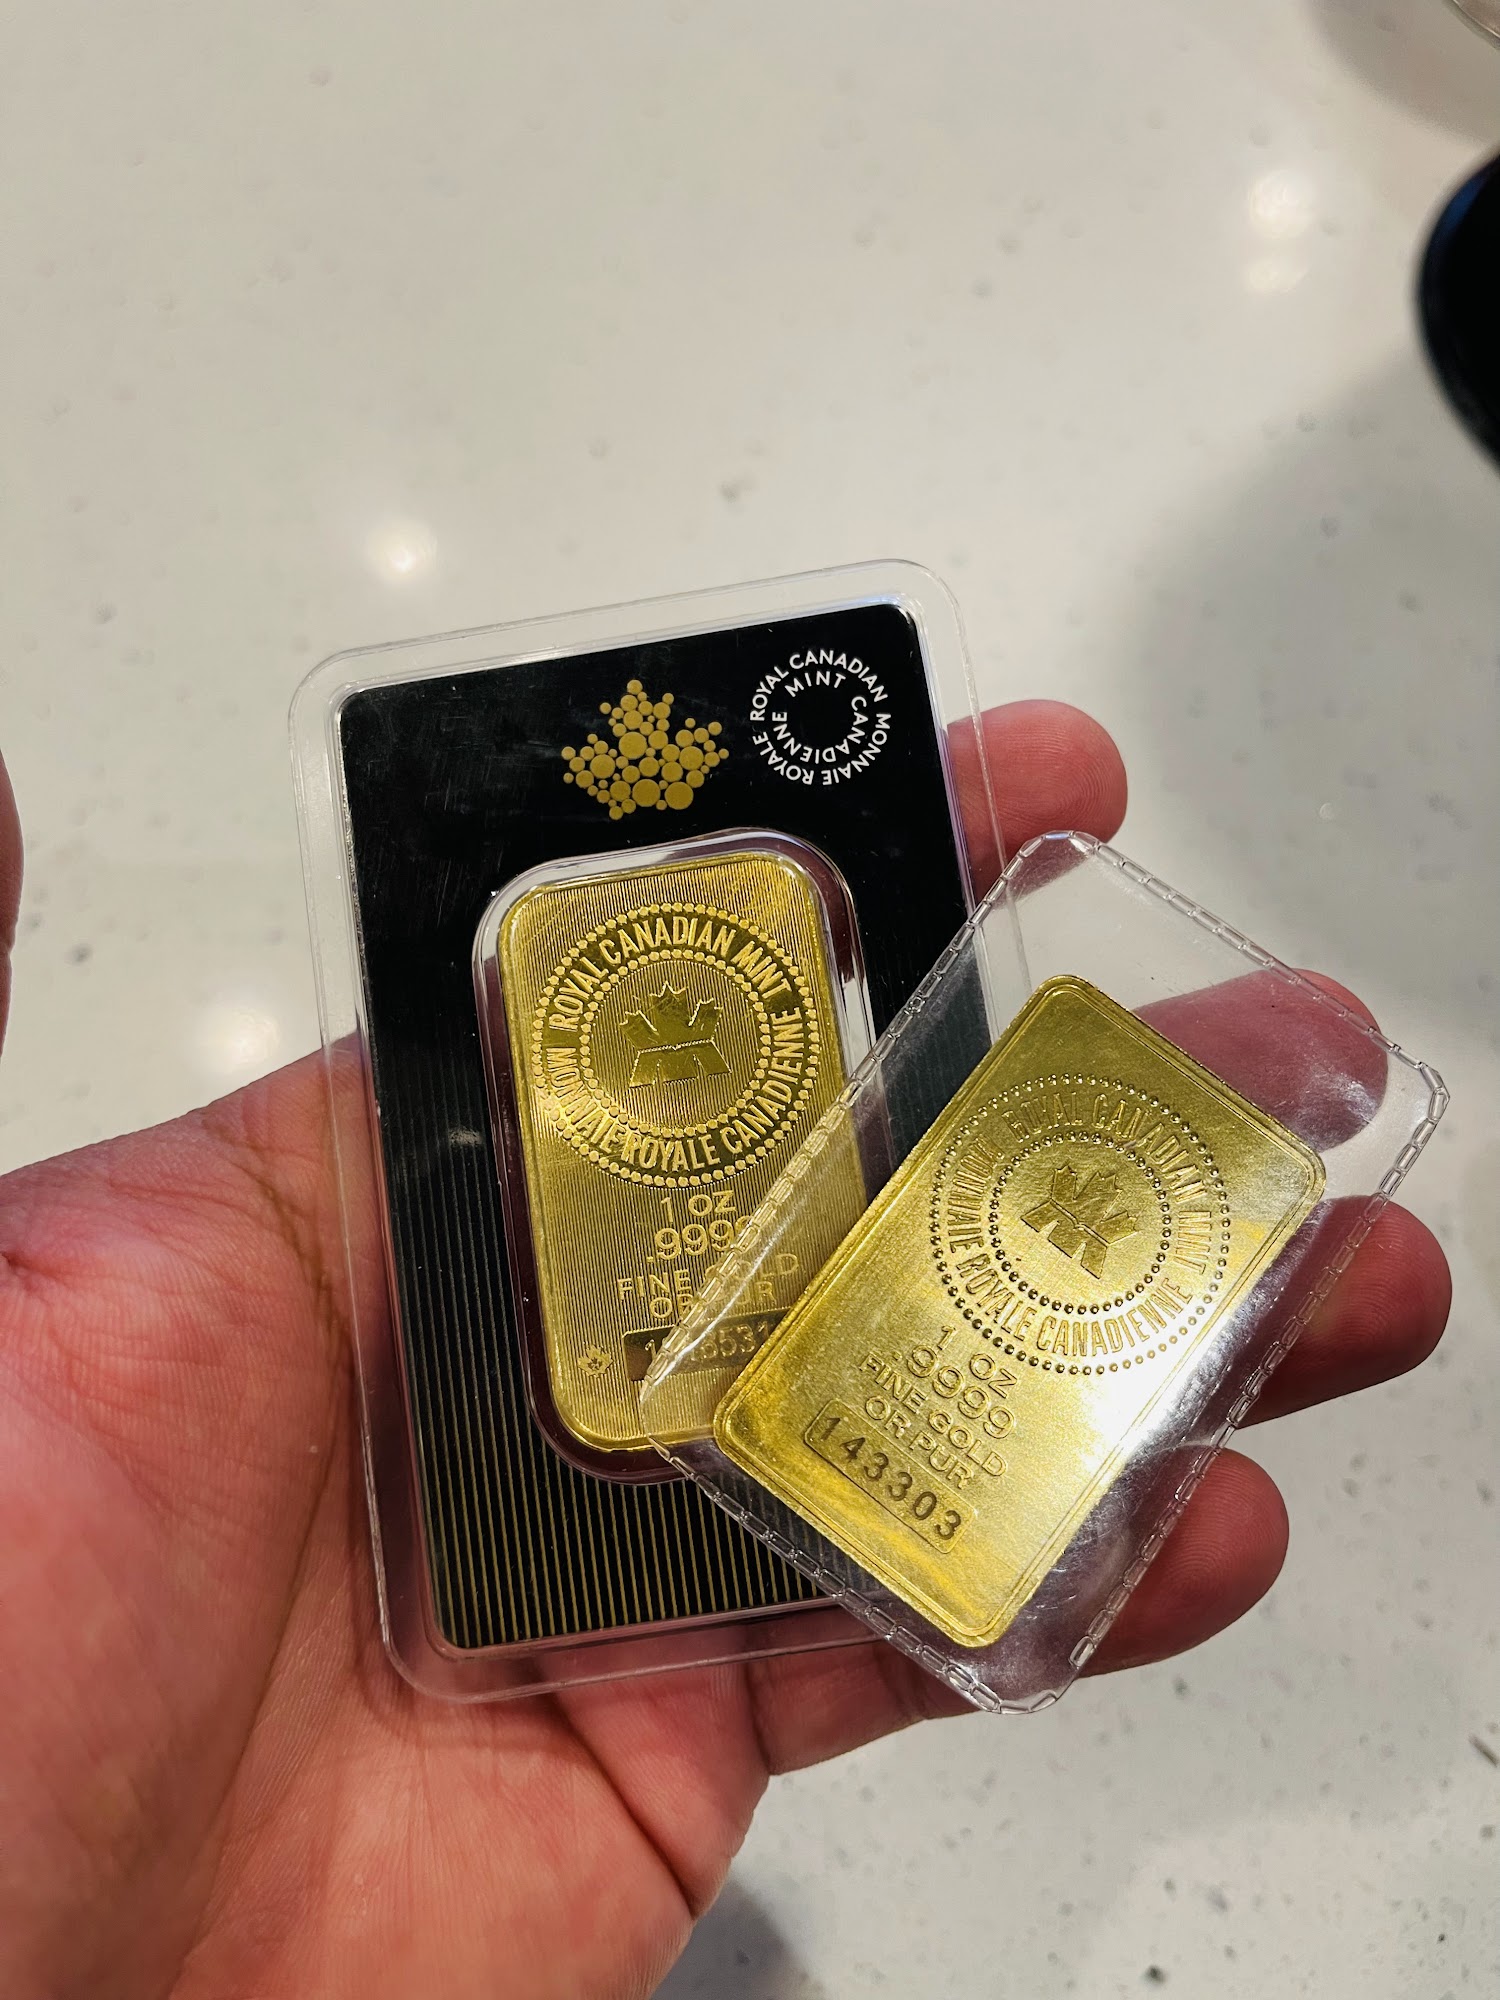 ROYAL CANADIAN MINT
MONNAIE ROYALE CANADIENNE
ROYAL CANADIAN MINT
MONNAIE ROYALE CANADIENNE
1 OZ
.9999
FINE GOLD
OR PUR
ROYAL CANADIAN MINT
MONNAIE ROYALE CANADIENNE
1 OZ
.9999
FINE GOLD
OR PUR
143303